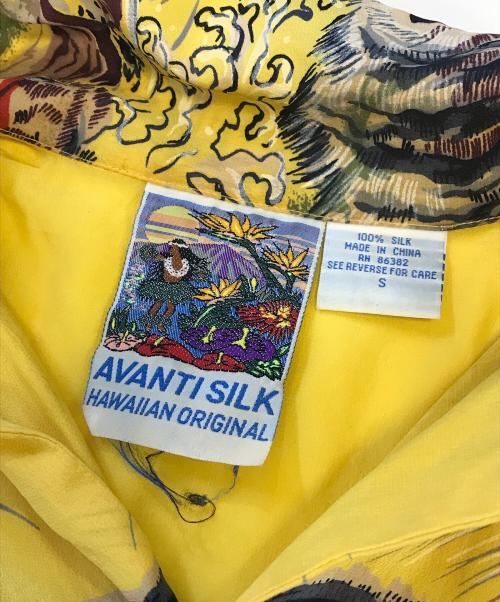 AVANTI SILK
HAWAIIAN ORIGINAL
100% SILK
MADE IN CHINA
RN 86382
SEE REVERSE FOR CARE
S